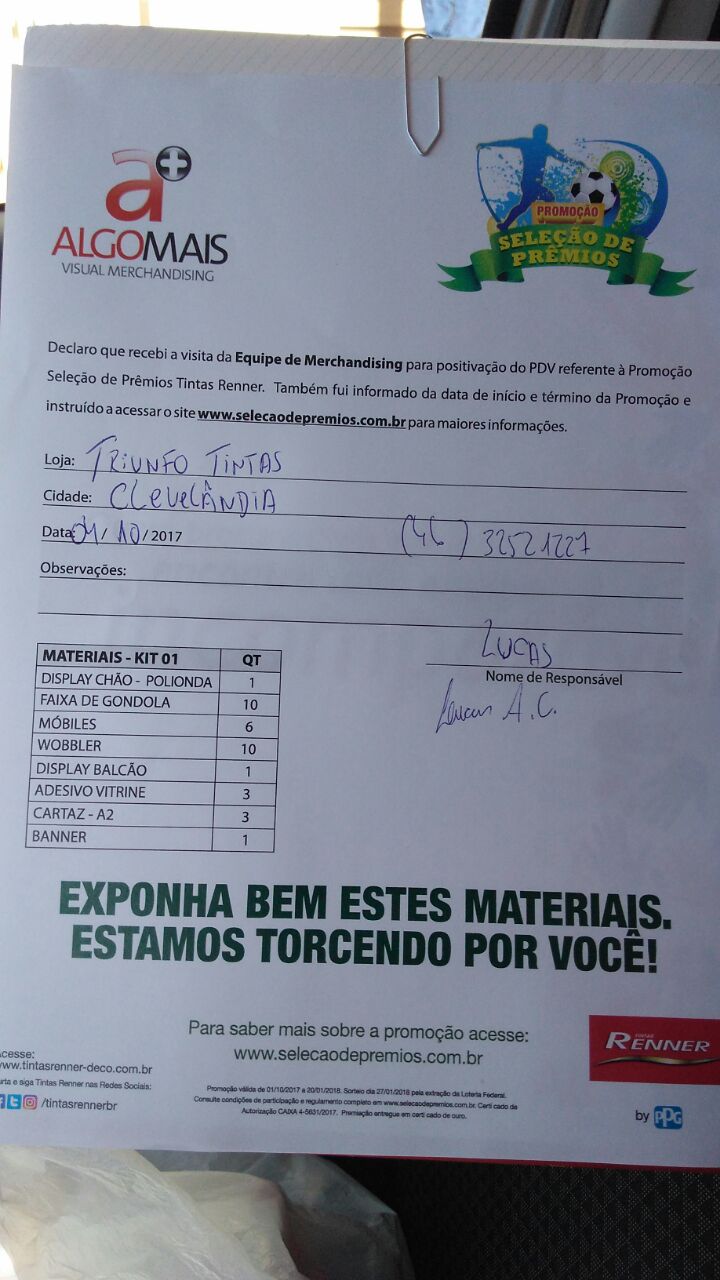 a+
ALGOMAIS
VISUAL MERCHANDISING
PROMOÇÃO
SELEÇÃO DE
PRÊMIOS
Declaro que recebi a visita da Equipe de Merchandising para positivação do PDV referente à Promoção
Seleção de Prêmios Tintas Renner. Também fui informado da data de início e término da Promoção e
instruído a acessar o site www.selecaodepremios.com.br para maiores informações.
Loja: TRIUNFO TINTAS
Cidade: CLEVELÂNDIA
Data: 04/10/2017 (46) 32521227
Observações:
LUCAS
Nome de Responsável
A.C.
MATERIAIS - KIT 01 QT
DISPLAY CHÃO - POLIONDA 1
FAIXA DE GONDOLA 10
MÓBILES 6
WOBBLER 10
DISPLAY BALCÃO 1
ADESIVO VITRINE 3
CARTAZ - A2 3
BANNER 1
EXPONHA BEM ESTES MATERIAIS.
ESTAMOS TORCENDO POR VOCÊ!
Para saber mais sobre a promoção acesse:
www.selecaodepremios.com.br
cesse:
www.tintasrenner-deco.com.br
urta e siga Tintas Renner nas Redes Sociais:
/tintasrennerbr
Promoção válida de 01/10/2017 a 20/01/2018. Sorteio dia 27/01/2018 pela extração da Loteria Federal.
Consulte condições de participação e regulamento completo em www.selecaodepremios.com.br. Certi cado de
Autorização CAIXA 4-5631/2017. Premiação entregue em certi cado de ouro.
TINTAS
RENNER
by PPG